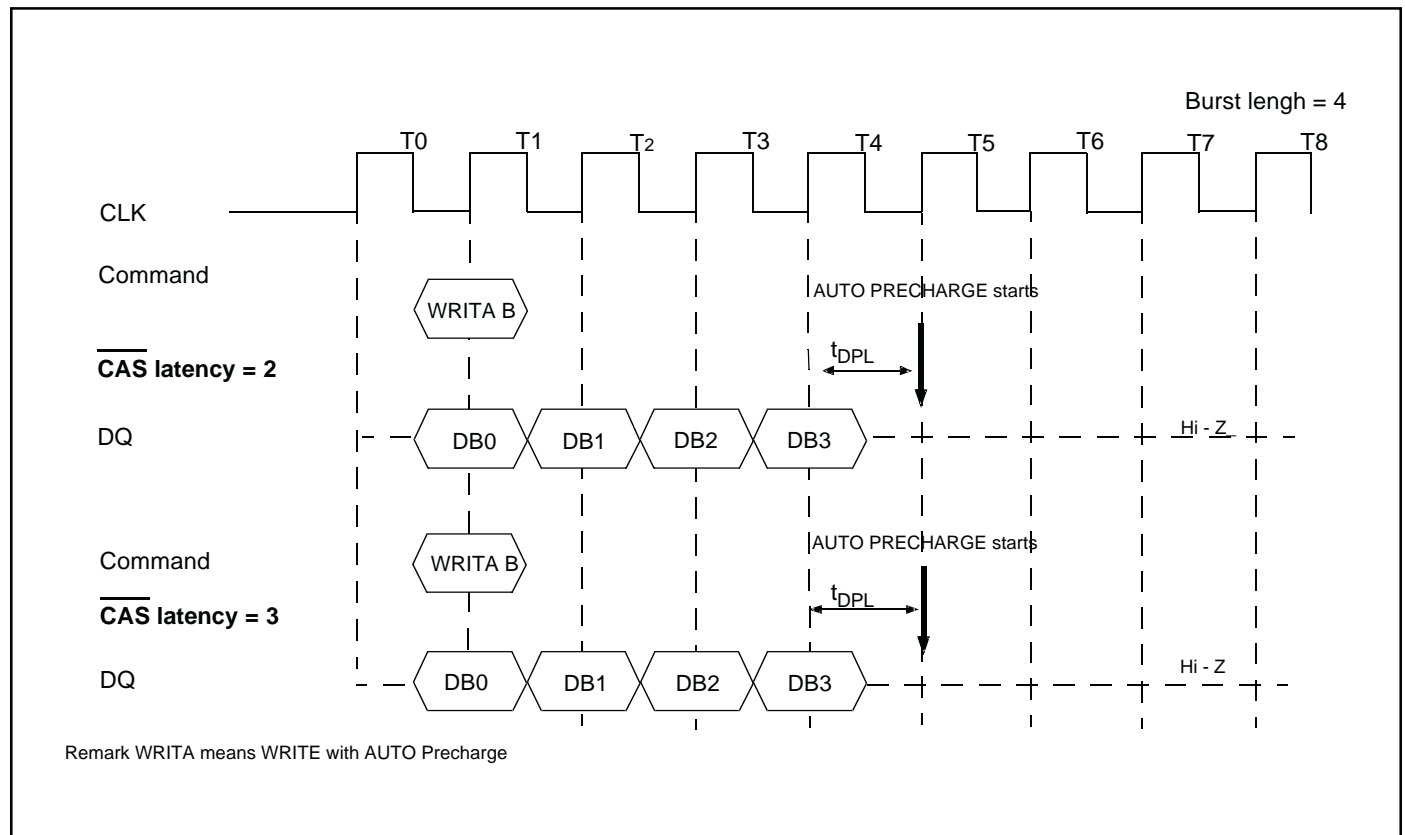 Burst lengh = 4
T0 T1 T2 T3 T4 T5 T6 T7 T8
CLK
Command
WRITA B
AUTO PRECHARGE starts
CAS latency = 2
tDPL
DQ
DB0 DB1 DB2 DB3
Hi - Z
Command
WRITA B
AUTO PRECHARGE starts
CAS latency = 3
tDPL
DQ
DB0 DB1 DB2 DB3
Hi - Z
Remark WRITA means WRITE with AUTO Precharge